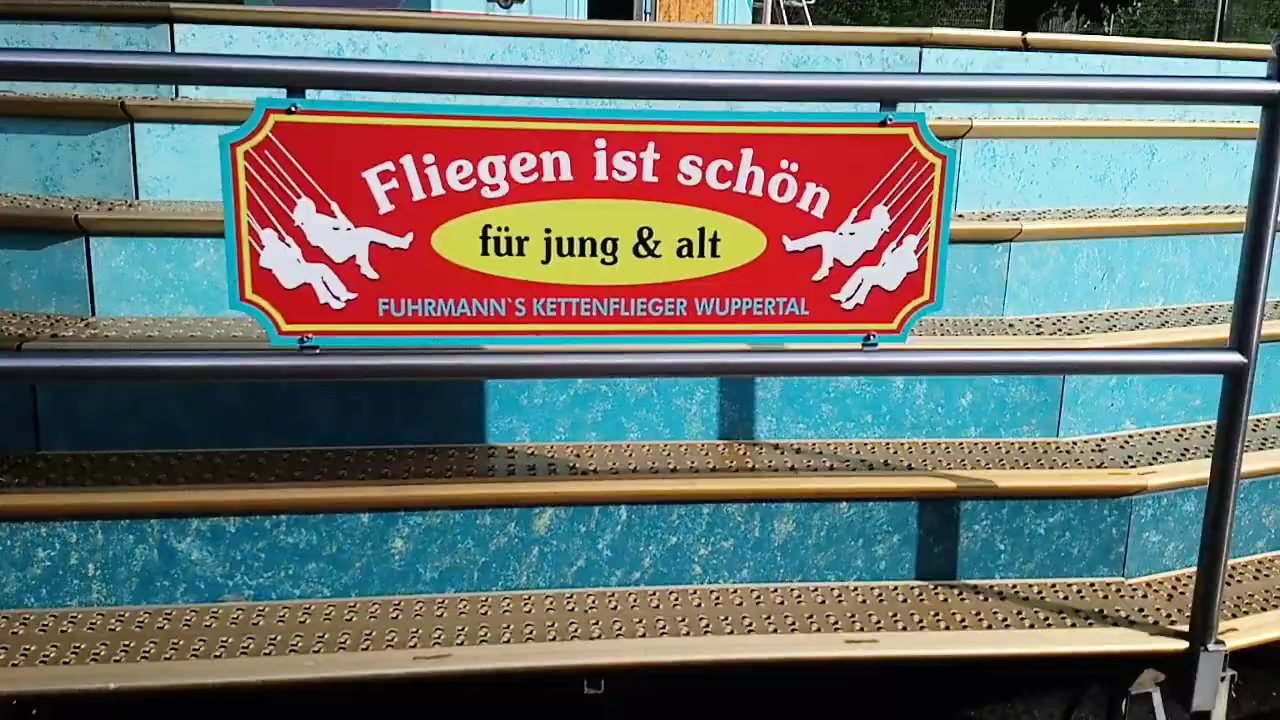 Fliegen ist schön
für jung & alt
FUHRMANN`S KETTENFLIEGER WUPPERTAL